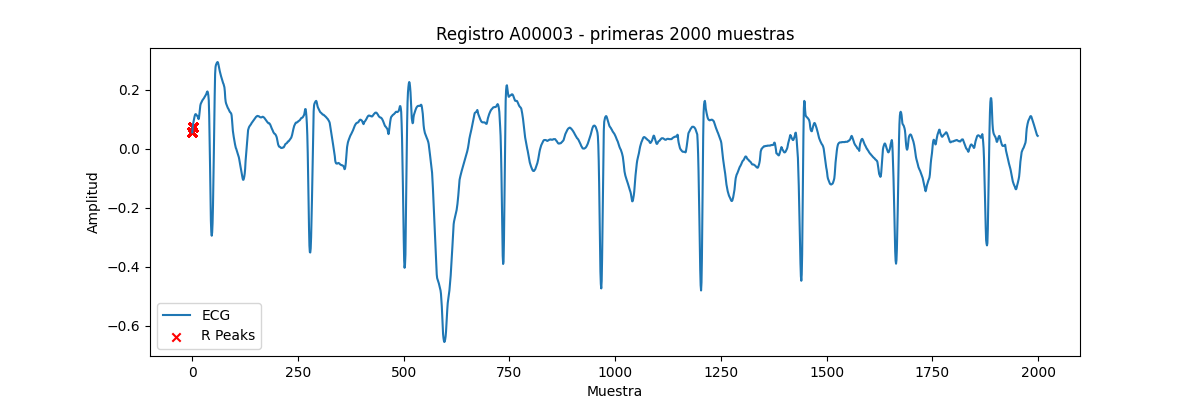 Registro A00003 - primeras 2000 muestras
Amplitud
0.2
0.0
−0.2
−0.4
−0.6
ECG
R Peaks
0 250 500 750 1000 1250 1500 1750 2000
Muestra